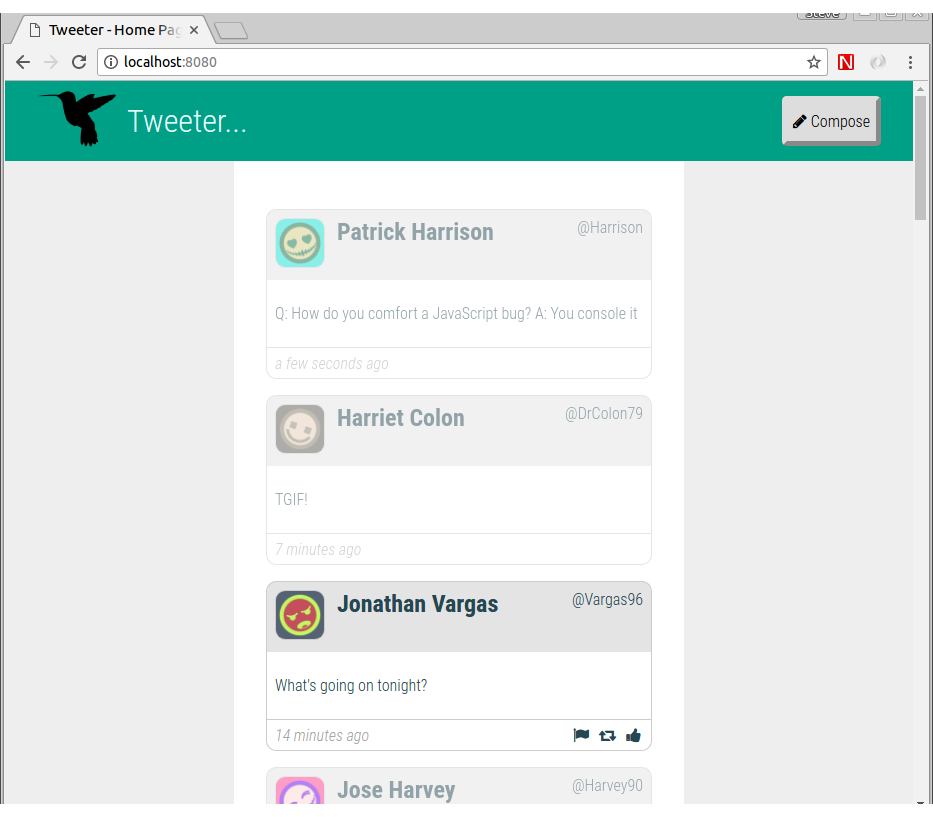 Steve
Tweeter - Home Pag
localhost:8080
N
Tweeter...
Compose
Patrick Harrison
@Harrison
Q: How do you comfort a JavaScript bug? A: You console it
a few seconds ago
Harriet Colon
@DrColon79
TGIF!
7 minutes ago
Jonathan Vargas
@Vargas96
What's going on tonight?
14 minutes ago
Jose Harvey
@Harvey90